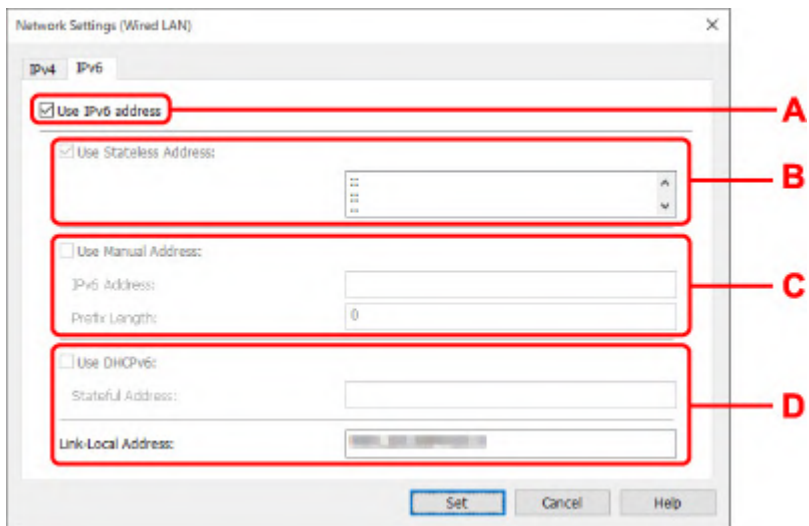 Network Settings (Wired LAN)
IPv4 IPv6
Use IPv6 address
A
Use Stateless Address:
::
::
::
B
Use Manual Address:
IPv6 Address:
Prefix Length: 0
C
Use DHCPv6:
Stateful Address:
D
Link-Local Address:
Set Cancel Help